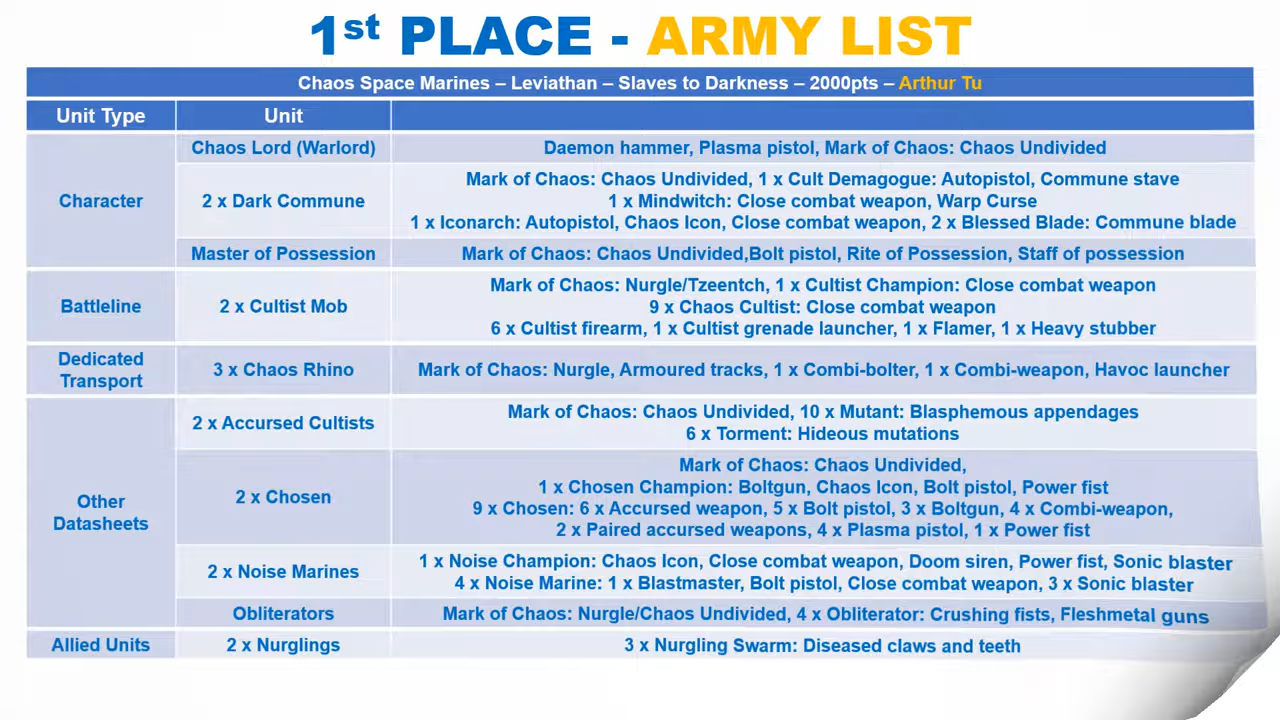 1st PLACE - ARMY LIST
Chaos Space Marines – Leviathan – Slaves to Darkness – 2000pts – Arthur Tu
Unit Type
Unit
Character
Chaos Lord (Warlord)
Daemon hammer, Plasma pistol, Mark of Chaos: Chaos Undivided
2 x Dark Commune
Mark of Chaos: Chaos Undivided, 1 x Cult Demagogue: Autopistol, Commune stave
1 x Mindwitch: Close combat weapon, Warp Curse
1 x Iconarch: Autopistol, Chaos Icon, Close combat weapon, 2 x Blessed Blade: Commune blade
Master of Possession
Mark of Chaos: Chaos Undivided,Bolt pistol, Rite of Possession, Staff of possession
Battleline
2 x Cultist Mob
Mark of Chaos: Nurgle/Tzeentch, 1 x Cultist Champion: Close combat weapon
9 x Chaos Cultist: Close combat weapon
6 x Cultist firearm, 1 x Cultist grenade launcher, 1 x Flamer, 1 x Heavy stubber
Dedicated
Transport
3 x Chaos Rhino
Mark of Chaos: Nurgle, Armoured tracks, 1 x Combi-bolter, 1 x Combi-weapon, Havoc launcher
Other
Datasheets
2 x Accursed Cultists
Mark of Chaos: Chaos Undivided, 10 x Mutant: Blasphemous appendages
6 x Torment: Hideous mutations
2 x Chosen
Mark of Chaos: Chaos Undivided,
1 x Chosen Champion: Boltgun, Chaos Icon, Bolt pistol, Power fist
9 x Chosen: 6 x Accursed weapon, 5 x Bolt pistol, 3 x Boltgun, 4 x Combi-weapon,
2 x Paired accursed weapons, 4 x Plasma pistol, 1 x Power fist
2 x Noise Marines
1 x Noise Champion: Chaos Icon, Close combat weapon, Doom siren, Power fist, Sonic blaster
4 x Noise Marine: 1 x Blastmaster, Bolt pistol, Close combat weapon, 3 x Sonic blaster
Obliterators
Mark of Chaos: Nurgle/Chaos Undivided, 4 x Obliterator: Crushing fists, Fleshmetal guns
Allied Units
2 x Nurglings
3 x Nurgling Swarm: Diseased claws and teeth